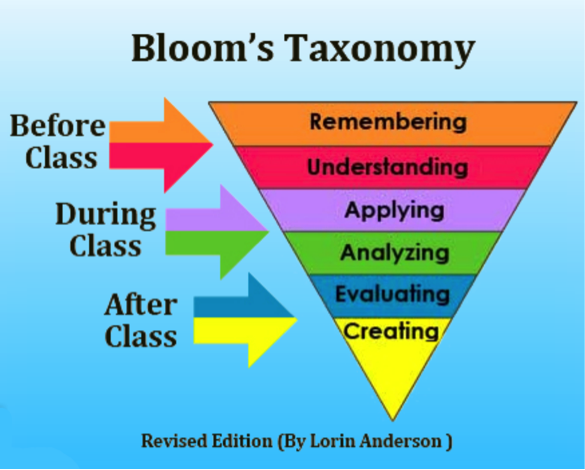 Bloom's Taxonomy
Before
Class
Remembering
Understanding
During
Class
Applying
Analyzing
After
Class
Evaluating
Creating
Revised Edition (By Lorin Anderson )